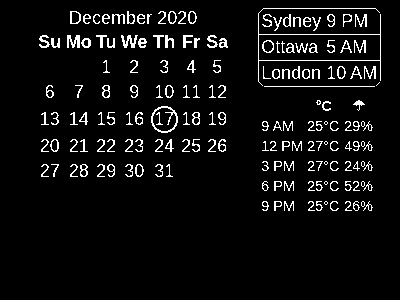 December 2020
Su Mo Tu We Th Fr Sa
1 2 3 4 5
6 7 8 9 10 11 12
13 14 15 16 17 18 19
20 21 22 23 24 25 26
27 28 29 30 31
Sydney 9 PM
Ottawa 5 AM
London 10 AM
°C ☂
9 AM 25°C 29%
12 PM 27°C 49%
3 PM 27°C 24%
6 PM 25°C 52%
9 PM 25°C 26%